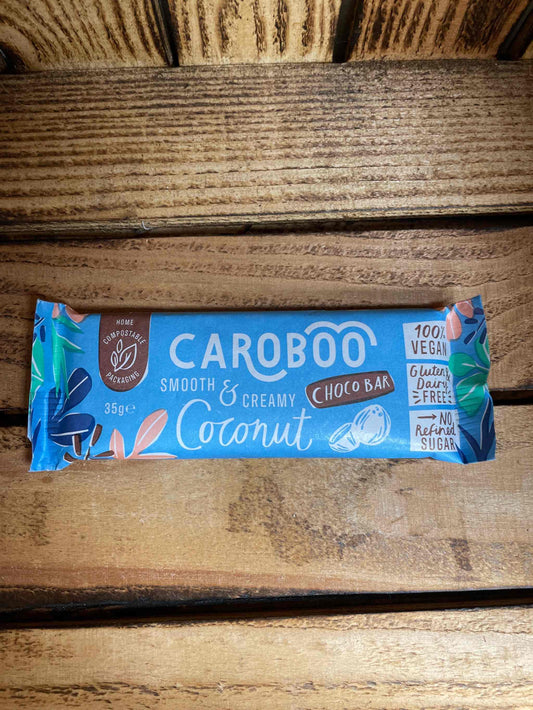 HOME
COMPOSTABLE
PACKAGING
35g℮
CAROBOO
SMOOTH & CREAMY
Coconut
CHOCO BAR
100%
VEGAN
Gluten &
Dairy
FREE
→ No
Refined
SUGAR